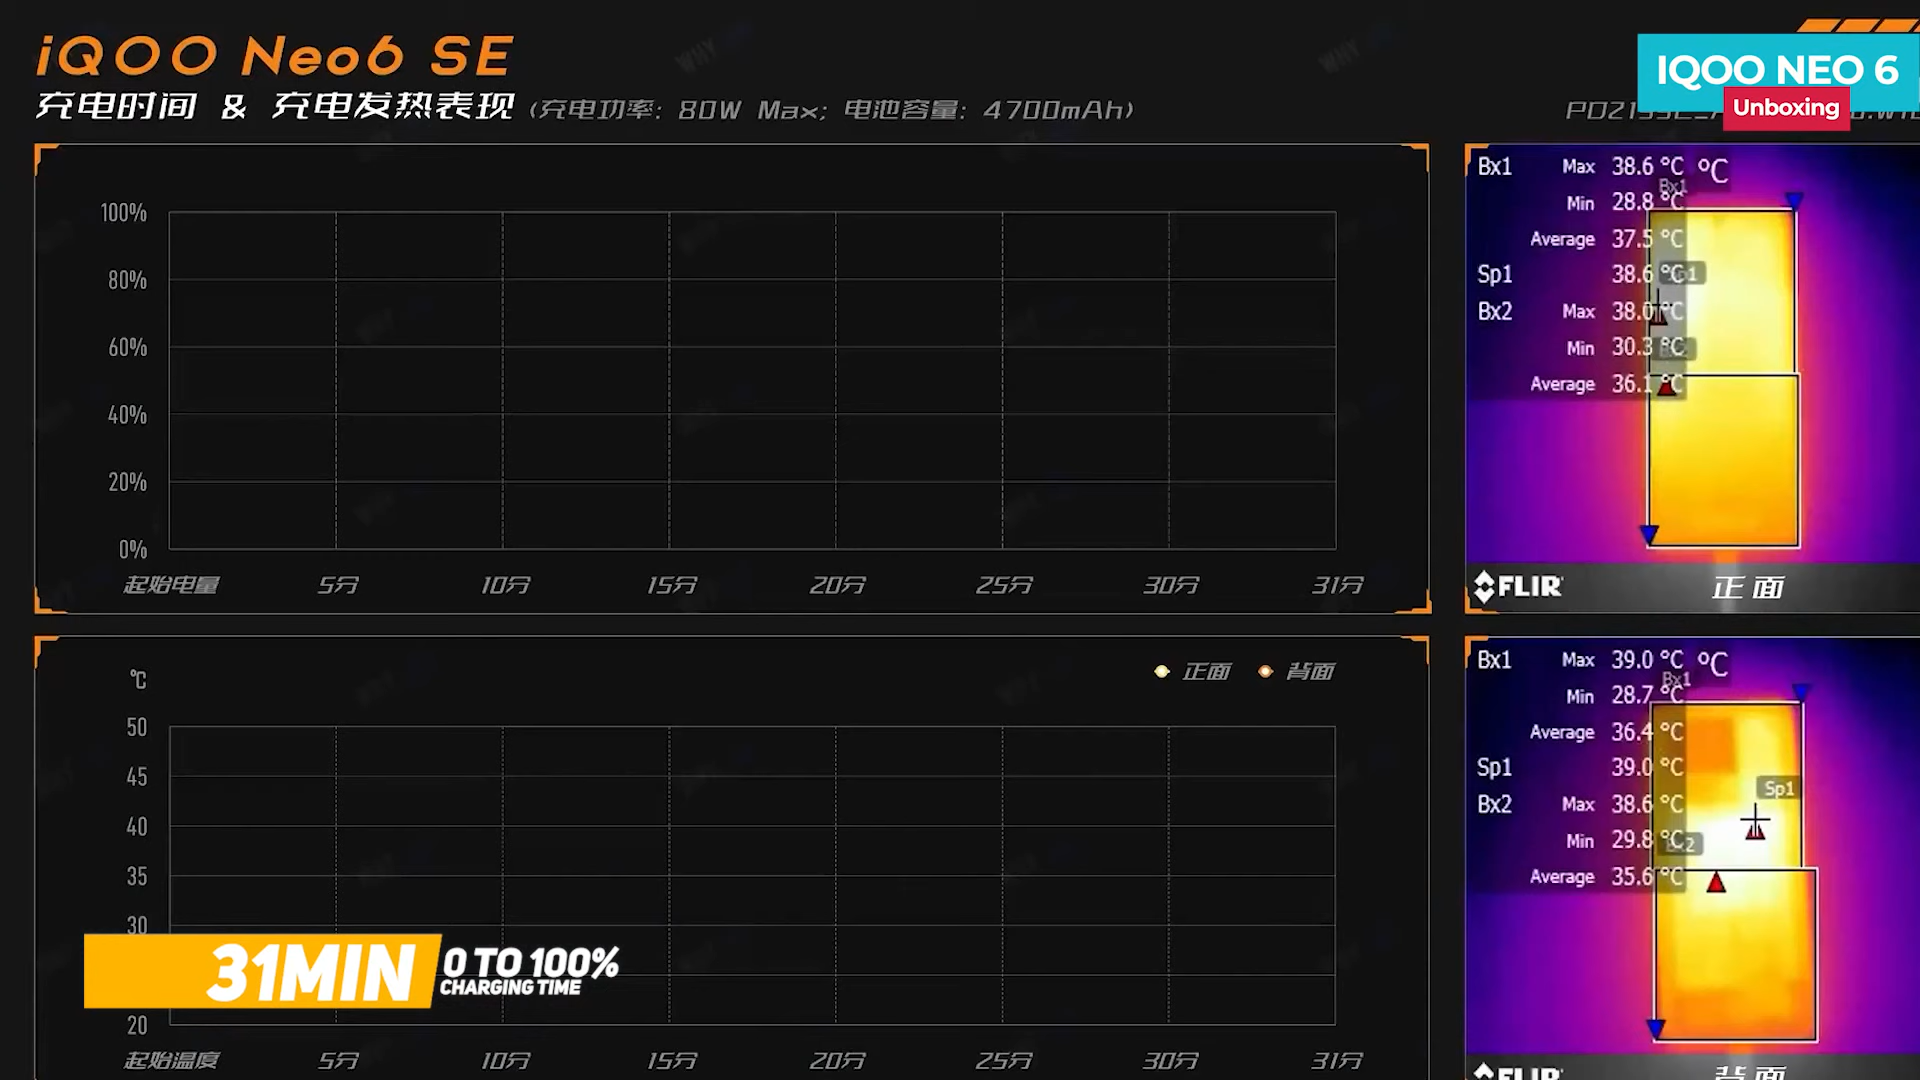 iQOO Neo6 SE
充电时间 & 充电发热表现 (充电功率: 80W Max; 电池容量: 4700mAh)
IQOO NEO 6
Unboxing
100%
80%
60%
40%
20%
0%
起始电量 5分 10分 15分 20分 25分 30分 31分
Bx1 Max 38.6 °C °C
Bx1
Min 28.8 °C
Average 37.5 °C
Sp1 38.6 °C
Bx2 Max 38.0 °C
Min 30.3 °C
Average 36.1 °C
FLIR 正面
℃ 正面 背面
50
45
40
35
30
20
起始温度 5分 10分 15分 20分 25分 30分 31分
31MIN 0 TO 100%
CHARGING TIME
Bx1 Max 39.0 °C °C
Bx1
Min 28.7 °C
Average 36.4 °C
Sp1 39.0 °C
Sp1
Bx2 Max 38.6 °C
Min 29.8 °C
Average 35.6 °C
FLIR 背面